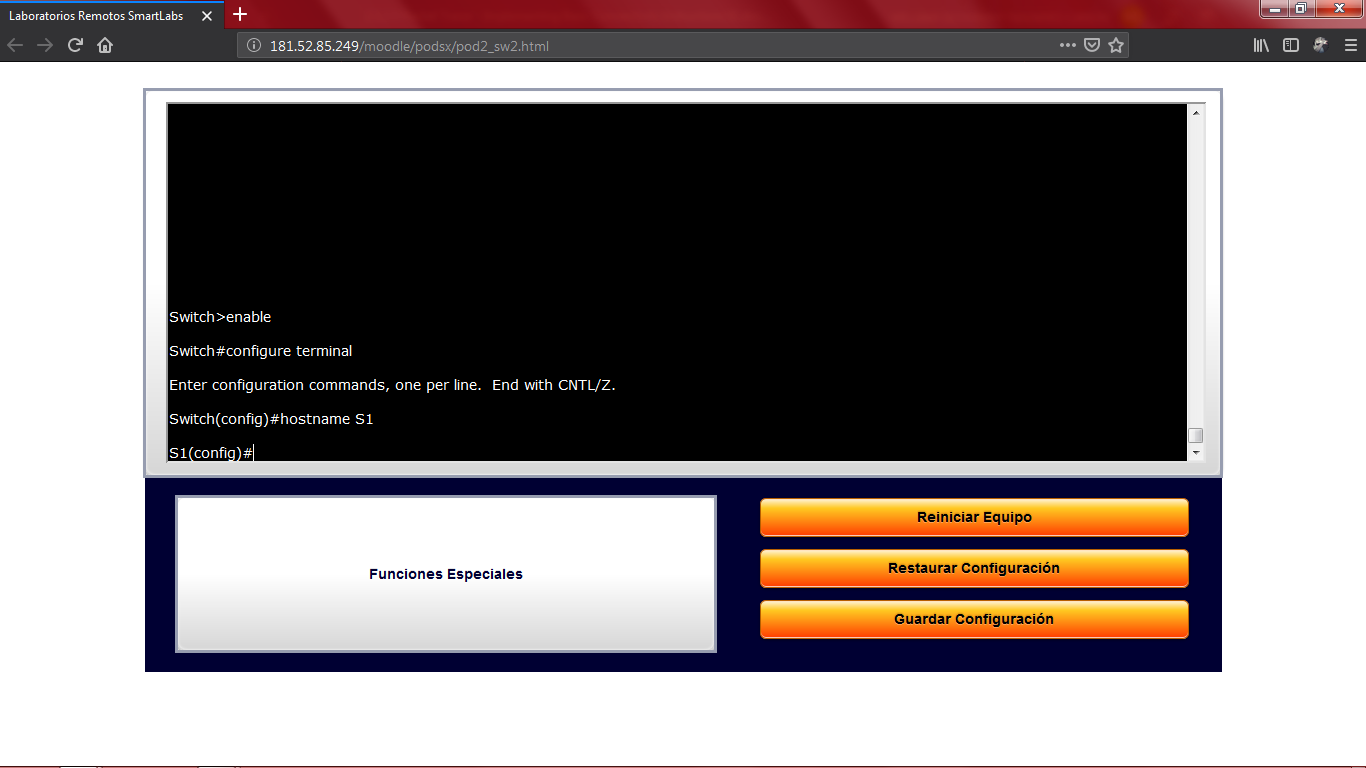 Laboratorios Remotos SmartLabs
181.52.85.249/moodle/podsx/pod2_sw2.html
Switch>enable
Switch#configure terminal
Enter configuration commands, one per line.  End with CNTL/Z.
Switch(config)#hostname S1
S1(config)#
Funciones Especiales
Reiniciar Equipo
Restaurar Configuración
Guardar Configuración